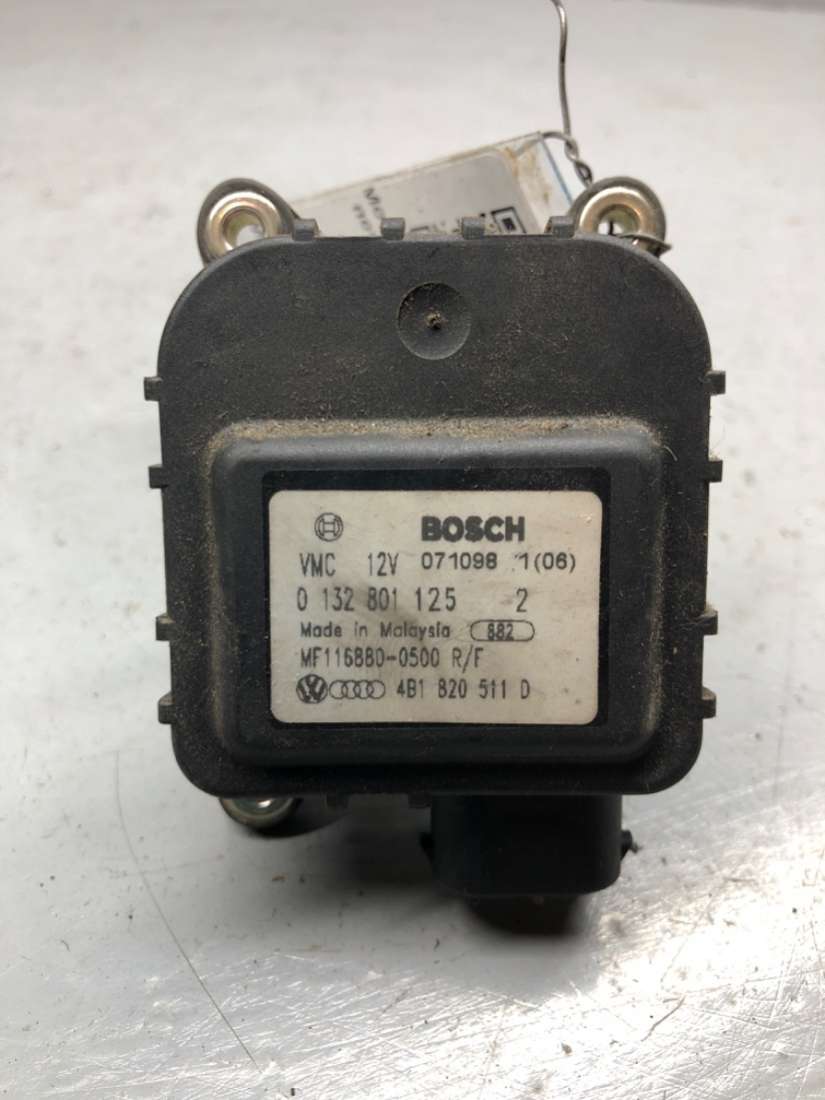 BOSCH
VMC 12V 071098 1(06)
0 132 801 125 2
Made in Malaysia 882
MF116880-0500 R/F
4B1 820 511 D